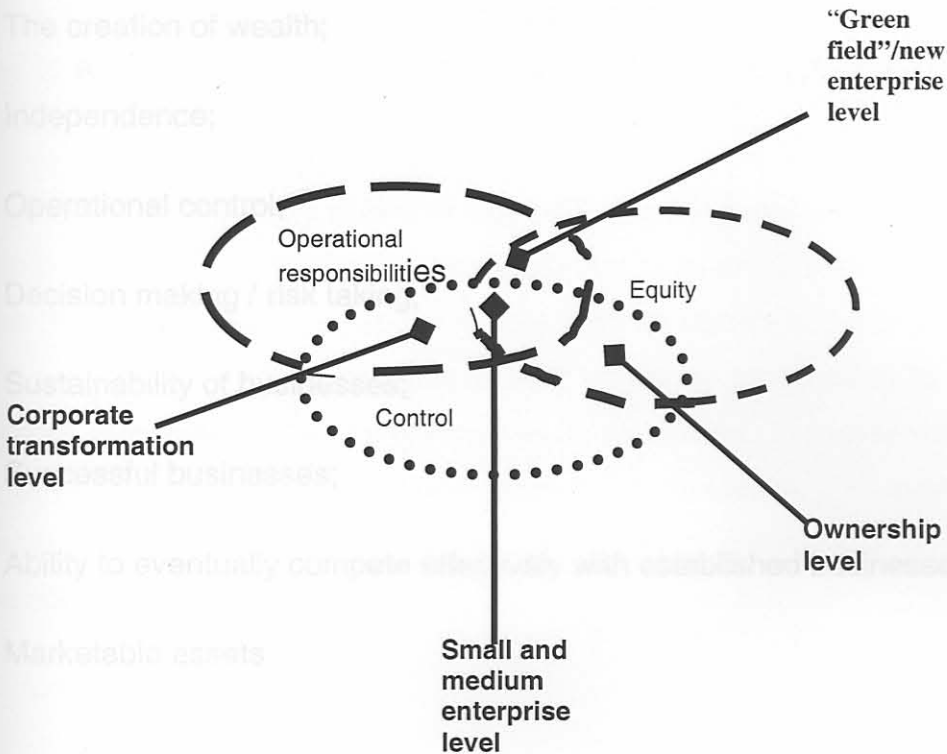 The creation of wealth;
"Green
field"/new
enterprise
level
Independence;
Operational control;
Operational
responsibilities
Decision making / risk taking;
Equity
Sustainability of businesses;
Corporate
transformation
level
Control
Successful businesses;
Ownership
level
Ability to eventually compete effectively with established businesses
Small and
medium
enterprise
level
Marketable assets